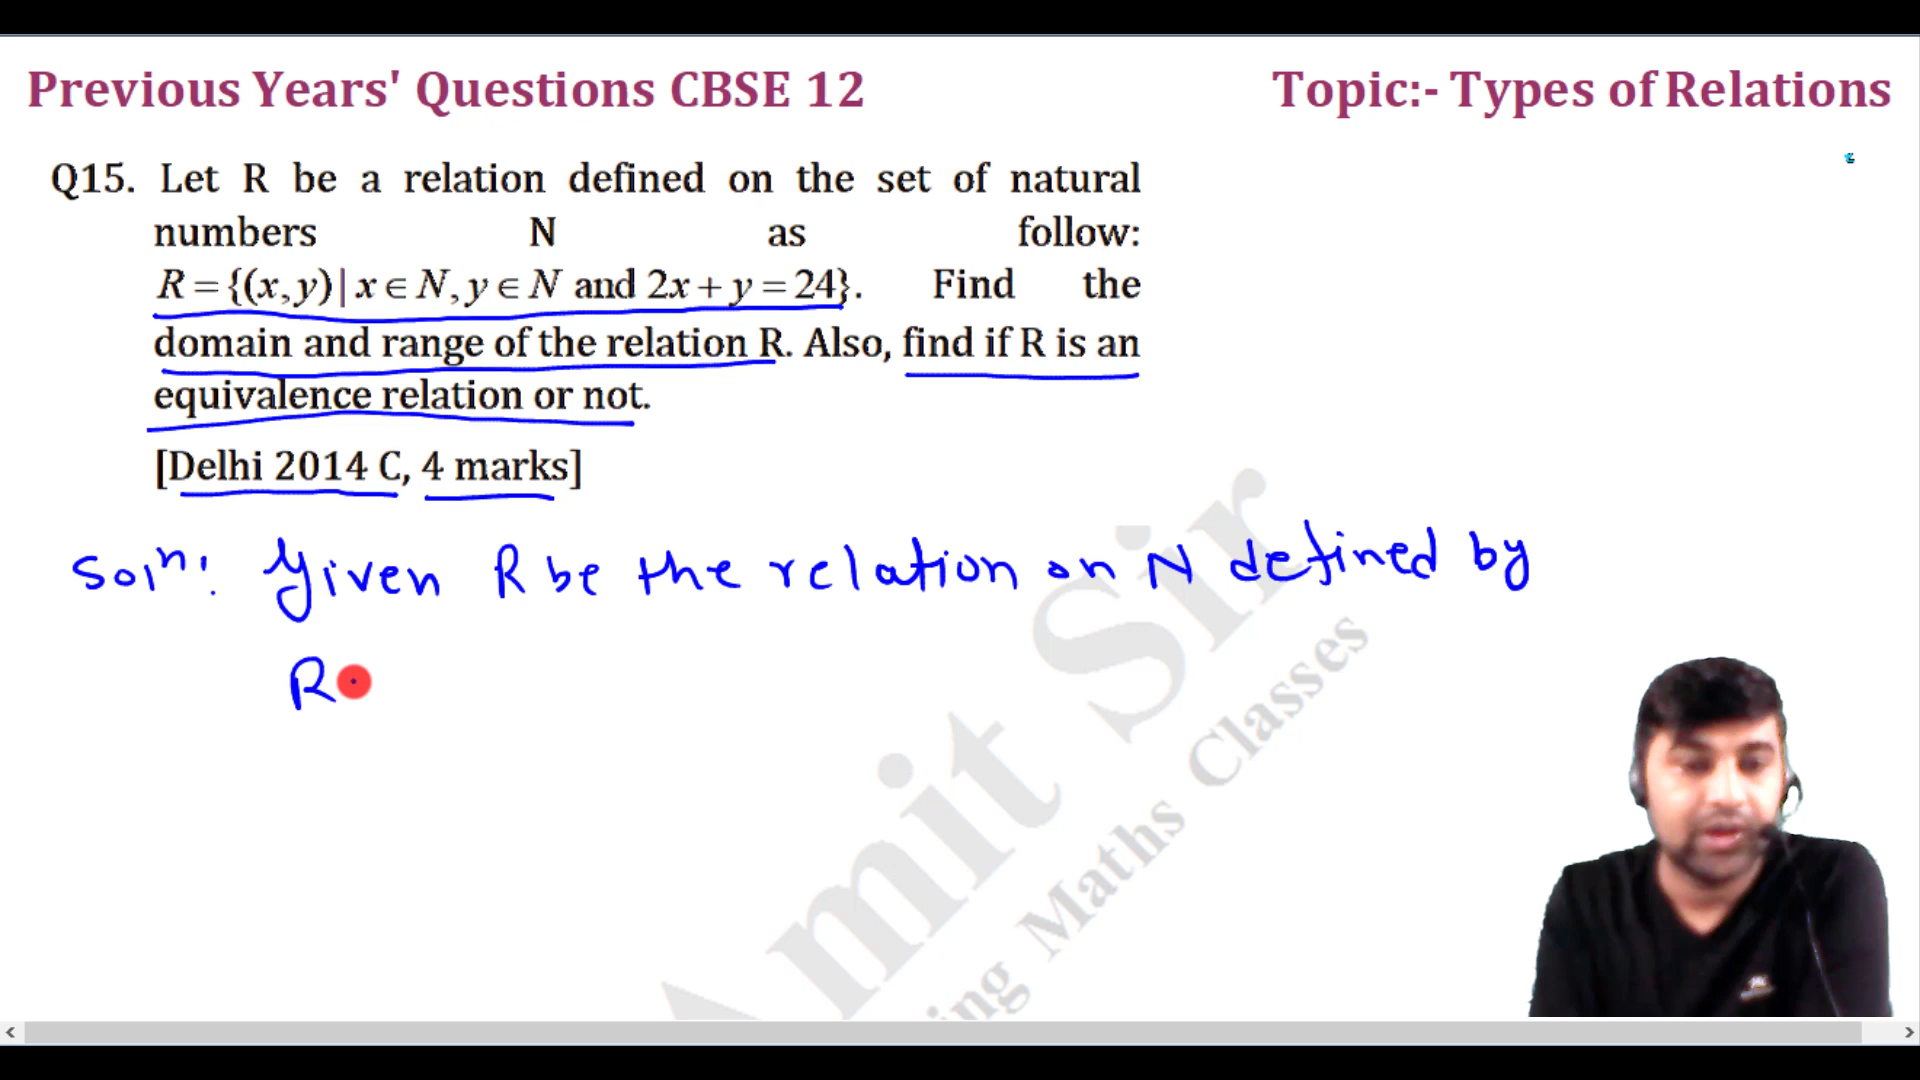 Previous Years' Questions CBSE 12
Topic:- Types of Relations
Q15. Let R be a relation defined on the set of natural
numbers N as follow:
R = {(x, y) | x ∈ N, y ∈ N and 2x + y = 24}. Find the
domain and range of the relation R. Also, find if R is an
equivalence relation or not.
[Delhi 2014 C, 4 marks]
Soln: Given R be the relation on N defined by
R
Amit Sir
ing Maths Classes